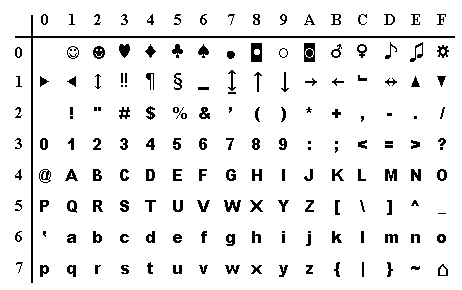 0 1 2 3 4 5 6 7 8 9 A B C D E F
0 ☺ ☻ ♥ ♦ ♣ ♠ • ◘ ○ ◙ ♂ ♀ ♪ ♫ ☼
1 ► ◄ ↕ ‼ ¶ § ▬ ↨ ↑ ↓ → ← ∟ ↔ ▲ ▼
2 ! " # $ % & ’ ( ) * + , - . /
3 0 1 2 3 4 5 6 7 8 9 : ; < = > ?
4 @ A B C D E F G H I J K L M N O
5 P Q R S T U V W X Y Z [ \ ] ^ _
6 ‛ a b c d e f g h i j k l m n o
7 p q r s t u v w x y z { | } ~ ⌂